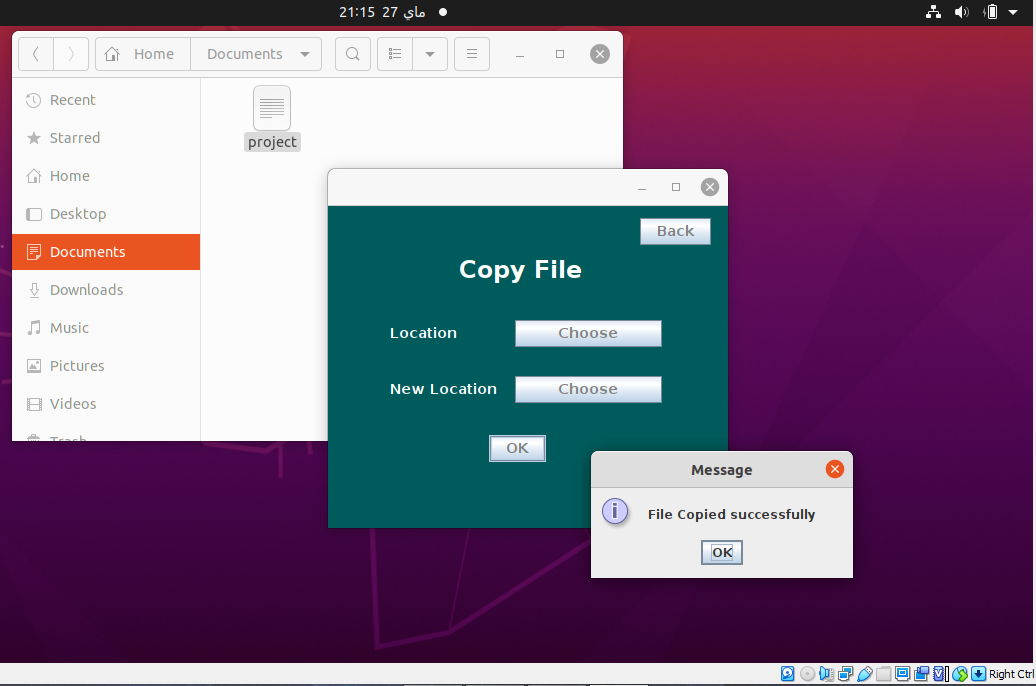 21:15 27 ماي
Home Documents
Recent
Starred
Home
Desktop
Documents
Downloads
Music
Pictures
Videos
Trash
project
Back
Copy File
Location Choose
New Location Choose
OK
Message
File Copied successfully
OK
Right Ctrl